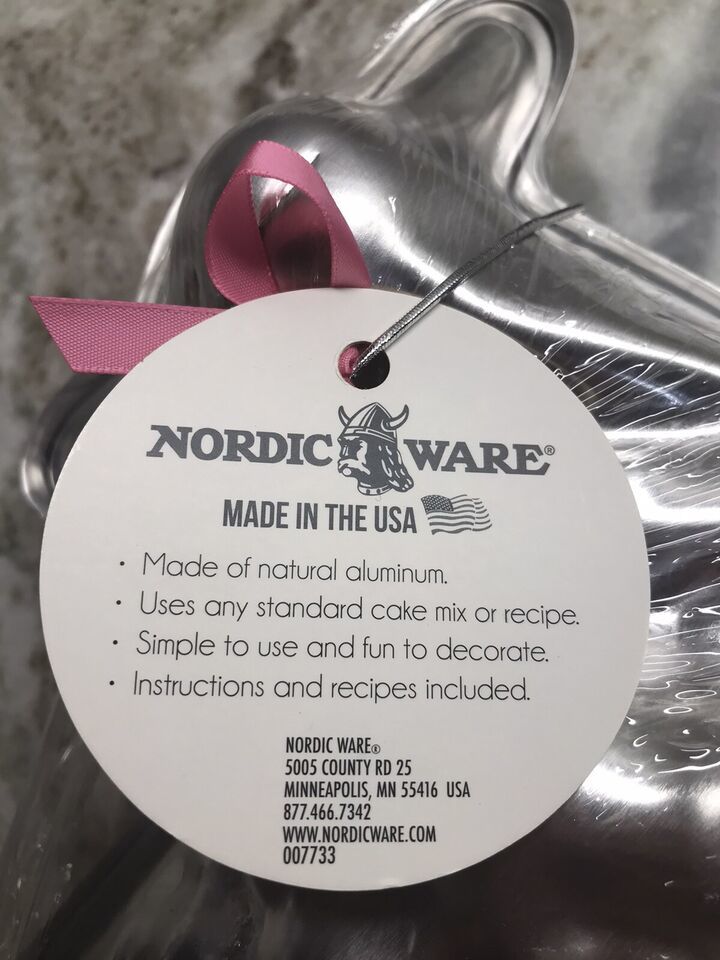 NORDIC WARE®
MADE IN THE USA
• Made of natural aluminum.
• Uses any standard cake mix or recipe.
• Simple to use and fun to decorate.
• Instructions and recipes included.
NORDIC WARE®
5005 COUNTY RD 25
MINNEAPOLIS, MN 55416 USA
877.466.7342
WWW.NORDICWARE.COM
007733